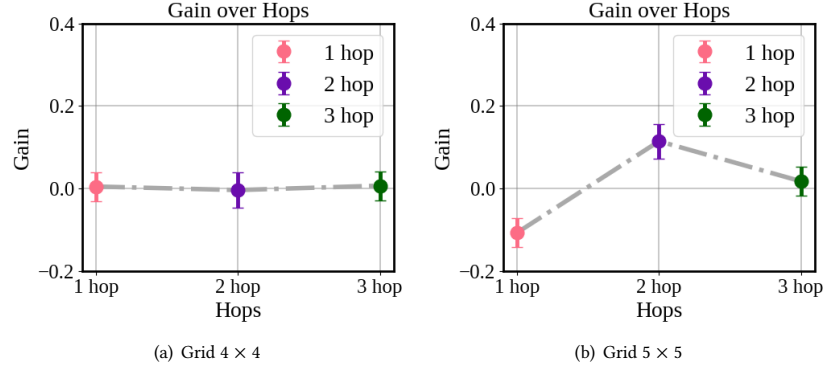 Gain over Hops
0.4
0.2
0.0
−0.2
Gain
1 hop
2 hop
3 hop
1 hop
2 hop
3 hop
Hops
(a) Grid 4 × 4
Gain over Hops
0.4
0.2
0.0
−0.2
Gain
1 hop
2 hop
3 hop
1 hop
2 hop
3 hop
Hops
(b) Grid 5 × 5